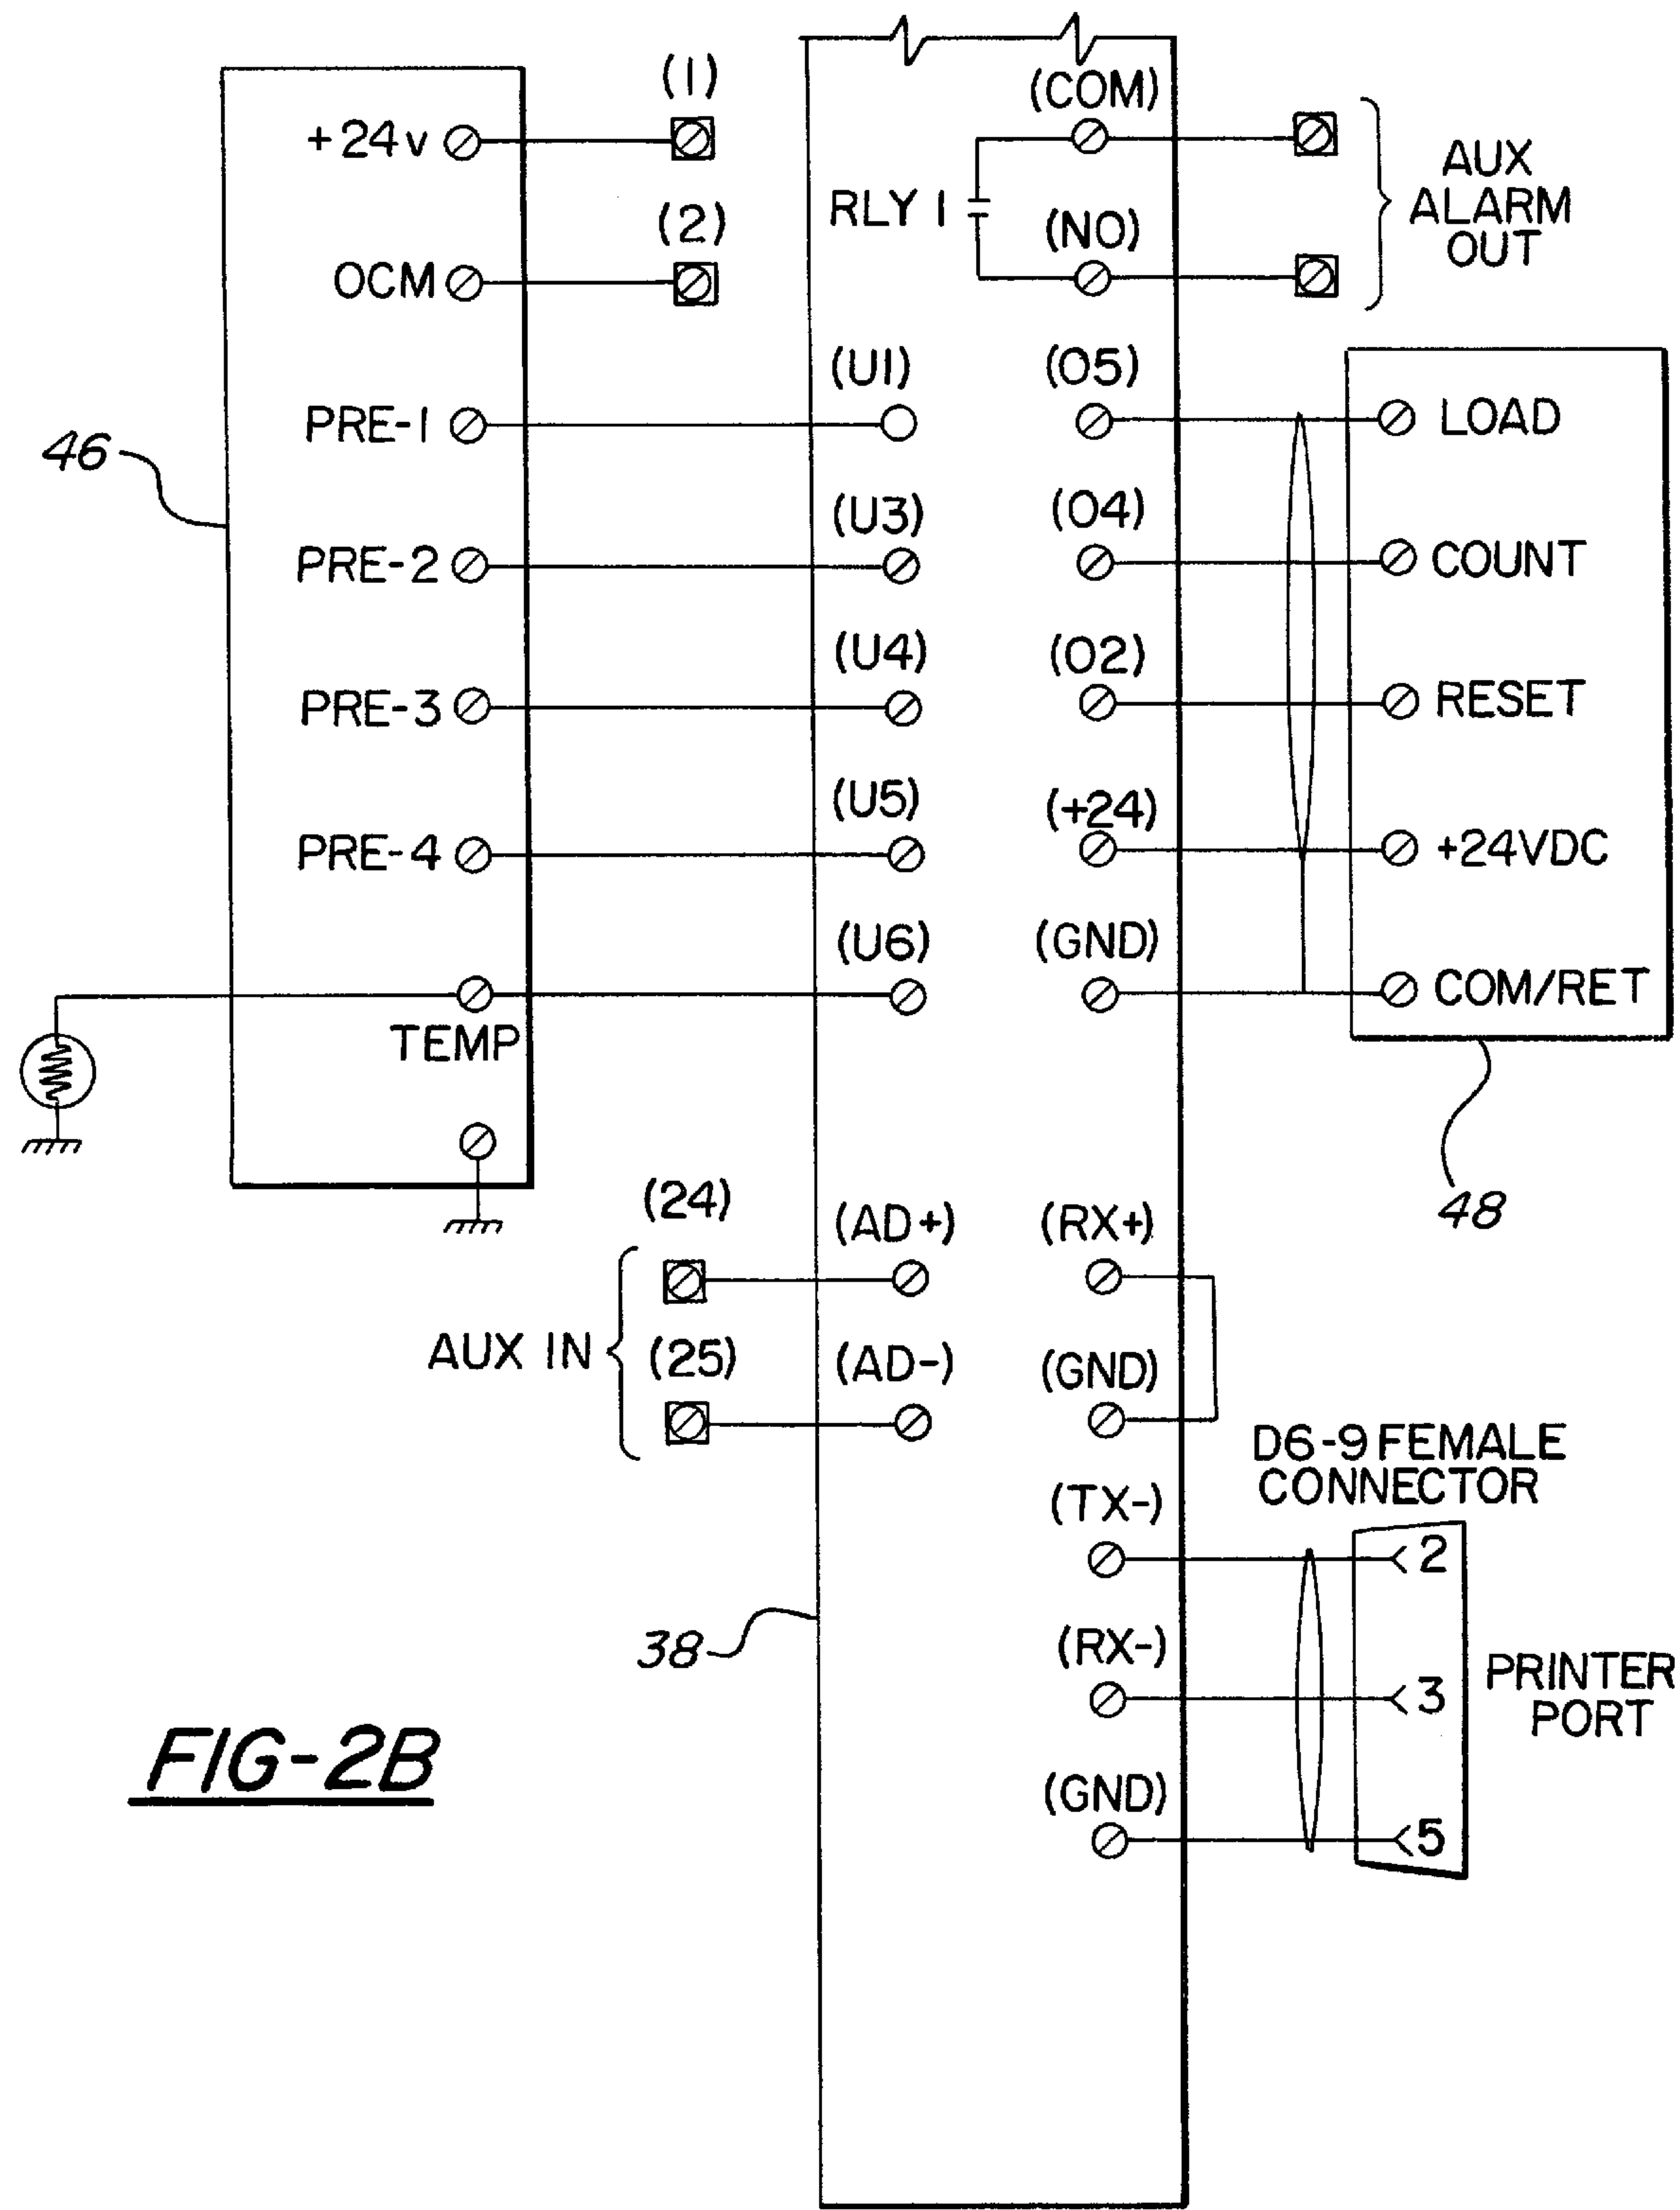 (1)
(COM)
+24v
AUX
ALARM
OUT
RLY 1
(2)
(NO)
OCM
(U1)
(O5)
PRE-1
LOAD
46
(U3)
(O4)
PRE-2
COUNT
(U4)
(O2)
PRE-3
RESET
(U5)
(+24)
PRE-4
+24VDC
(U6)
(GND)
COM/RET
TEMP
48
(24)
(AD+)
(RX+)
AUX IN
(25)
(AD-)
(GND)
D6-9 FEMALE
CONNECTOR
(TX-)
2
38
(RX-)
3
PRINTER
PORT
FIG-2B
(GND)
5